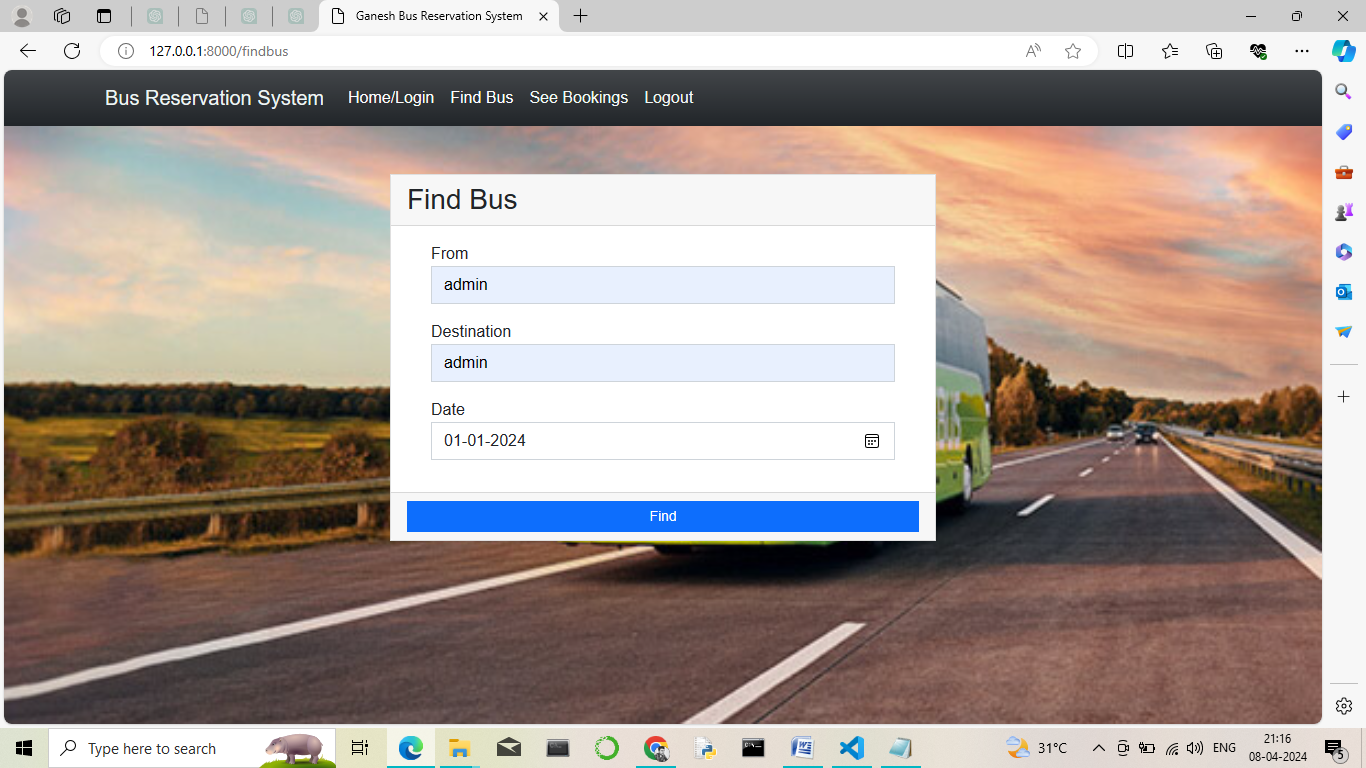 Ganesh Bus Reservation System
127.0.0.1:8000/findbus
Bus Reservation System Home/Login Find Bus See Bookings Logout
Find Bus
From
admin
Destination
admin
Date
01-01-2024
Find
Type here to search
31°C
ENG
21:16
08-04-2024
5